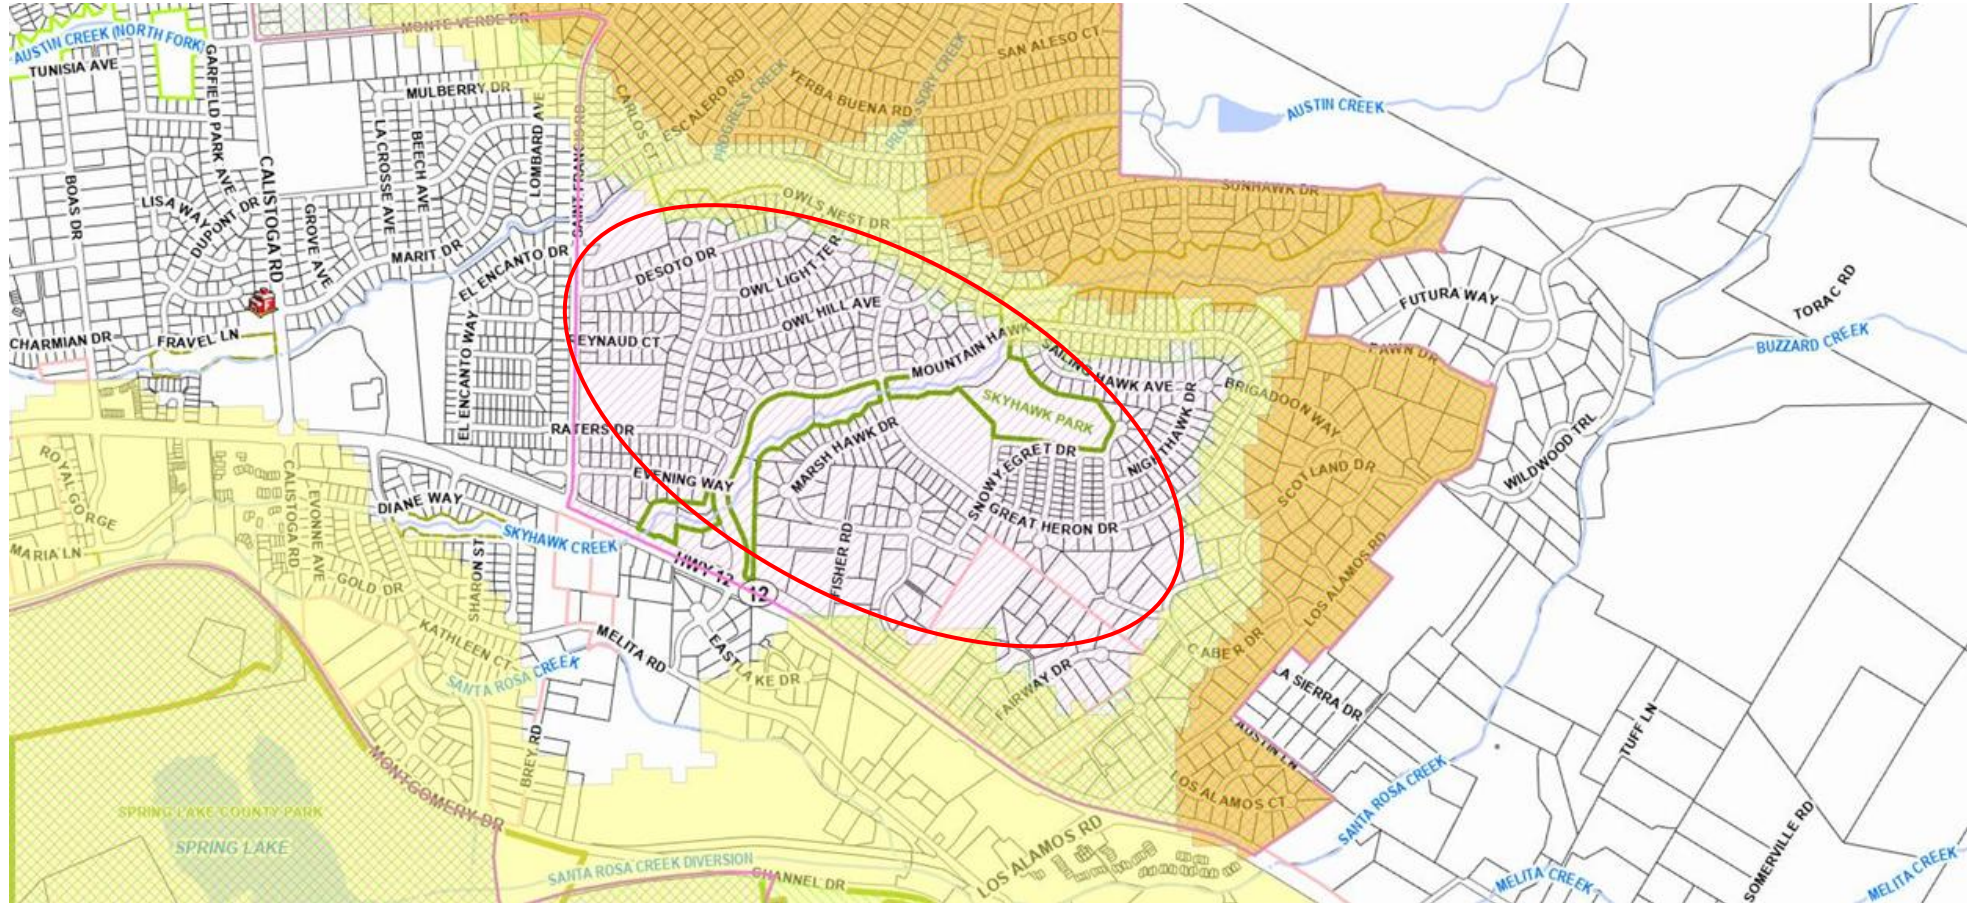 MONTE VERDE DR
AUSTIN CREEK (NORTH FORK)
TUNISIA AVE
GARFIELD PARK AVE
MULBERRY DR
LOMBARD AVE
CARLOS CT
ESCALERO RD
PROGRESS CREEK
YERBA BUENA RD
SAN ALESO CT
AUSTIN CREEK
LA CROSSE AVE
BEECH AVE
CALISTOGA RD
BOAS DR
LISA WAY
DUPONT DR
GROVE AVE
MARIT DR
EL ENCANTO DR
OWLS NEST DR
SUNHAWK DR
DESOTO DR
OWL LIGHT TER
OWL HILL AVE
FUTURA WAY
TORAC RD
BUZZARD CREEK
CHARMIAN DR
FRAVEL LN
EL ENCANTO WAY
EYNAUD CT
MOUNTAIN HAWK
SAILING HAWK AVE
SKYHAWK PARK
BRIGADOON WAY
RATERS DR
MARSH HAWK DR
NIGHTHAWK DR
SNOWY EGRET DR
WILDWOOD TRL
SCOTLAND DR
ROYAL GORGE
CALISTOGA RD
EVONNE AVE
DIANE WAY
EVENING WAY
GREAT HERON DR
SKYHAWK CREEK
MARIA LN
GOLD DR
SHARON ST
HWY 12
12
FISHER RD
LOS ALAMOS RD
KATHLEEN CT
MELITA RD
EASTLAKE DR
SANTA ROSA CREEK
CABER DR
FAIRWAY DR
LA SIERRA DR
AUSTIN LN
TUFF LN
BREY RD
MONTGOMERY DR
LOS ALAMOS CT
SANTA ROSA CREEK
SPRING LAKE COUNTY PARK
SPRING LAKE
SANTA ROSA CREEK DIVERSION
CHANNEL DR
LOS ALAMOS RD
SOMERVILLE RD
MELITA CREEK
MELITA CREEK